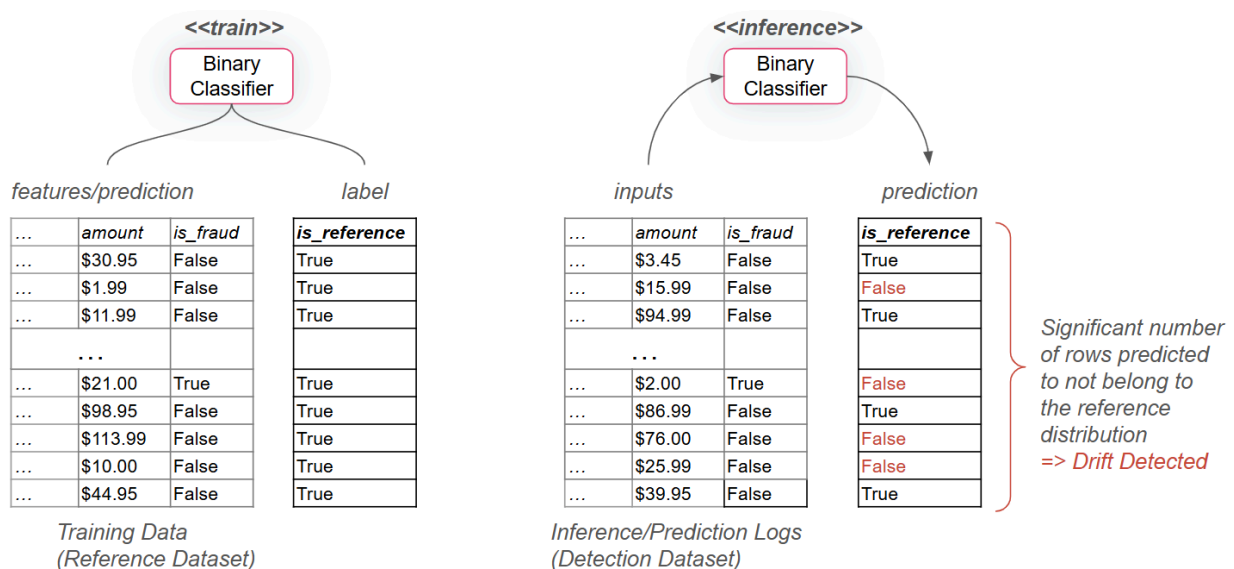 <<train>>
Binary
Classifier
features/prediction label
… amount is_fraud is_reference
… $30.95 False True
… $1.99 False True
… $11.99 False True
...
… $21.00 True True
… $98.95 False True
… $113.99 False True
… $10.00 False True
… $44.95 False True
Training Data
(Reference Dataset)
<<inference>>
Binary
Classifier
inputs prediction
… amount is_fraud is_reference
… $3.45 False True
… $15.99 False False
… $94.99 False True
...
… $2.00 True False
… $86.99 False True
… $76.00 False False
… $25.99 False False
… $39.95 False True
Inference/Prediction Logs
(Detection Dataset)
Significant number
of rows predicted
to not belong to
the reference
distribution
=> Drift Detected